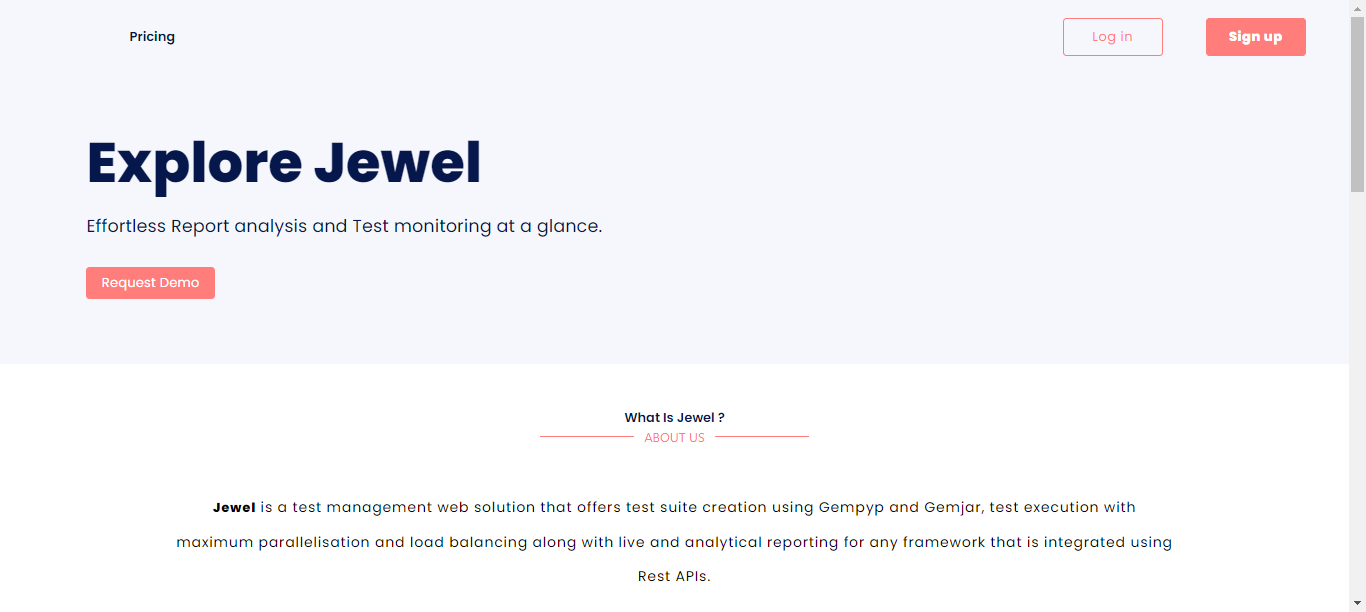 Pricing
Log in
Sign up
Explore Jewel
Effortless Report analysis and Test monitoring at a glance.
Request Demo
What Is Jewel ?
ABOUT US
Jewel is a test management web solution that offers test suite creation using Gempyp and Gemjar, test execution with
maximum parallelisation and load balancing along with live and analytical reporting for any framework that is integrated using
Rest APIs.